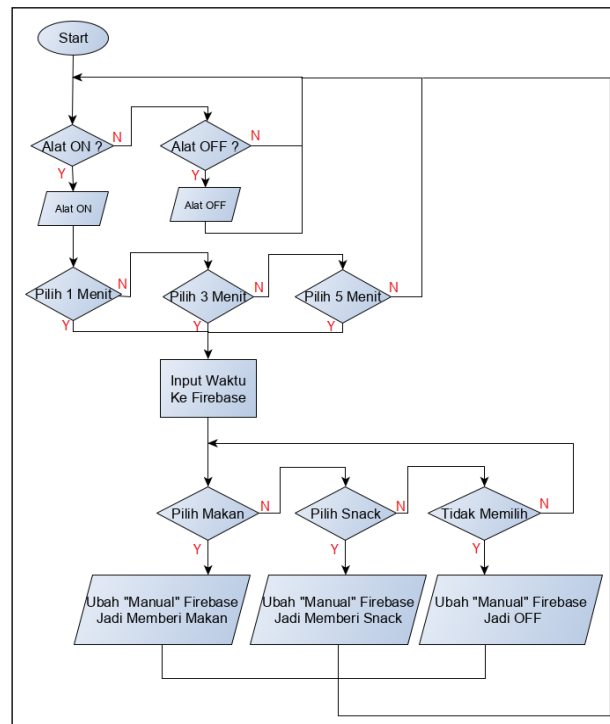 Start
Alat ON ?
N
Alat OFF ?
N
Y
Y
Alat ON
Alat OFF
Pilih 1 Menit
N
Pilih 3 Menit
N
Pilih 5 Menit
N
Y
Y
Y
Input Waktu
Ke Firebase
Pilih Makan
N
Pilih Snack
N
Tidak Memilih
N
Y
Y
Y
Ubah "Manual" Firebase
Jadi Memberi Makan
Ubah "Manual" Firebase
Jadi Memberi Snack
Ubah "Manual" Firebase
Jadi OFF